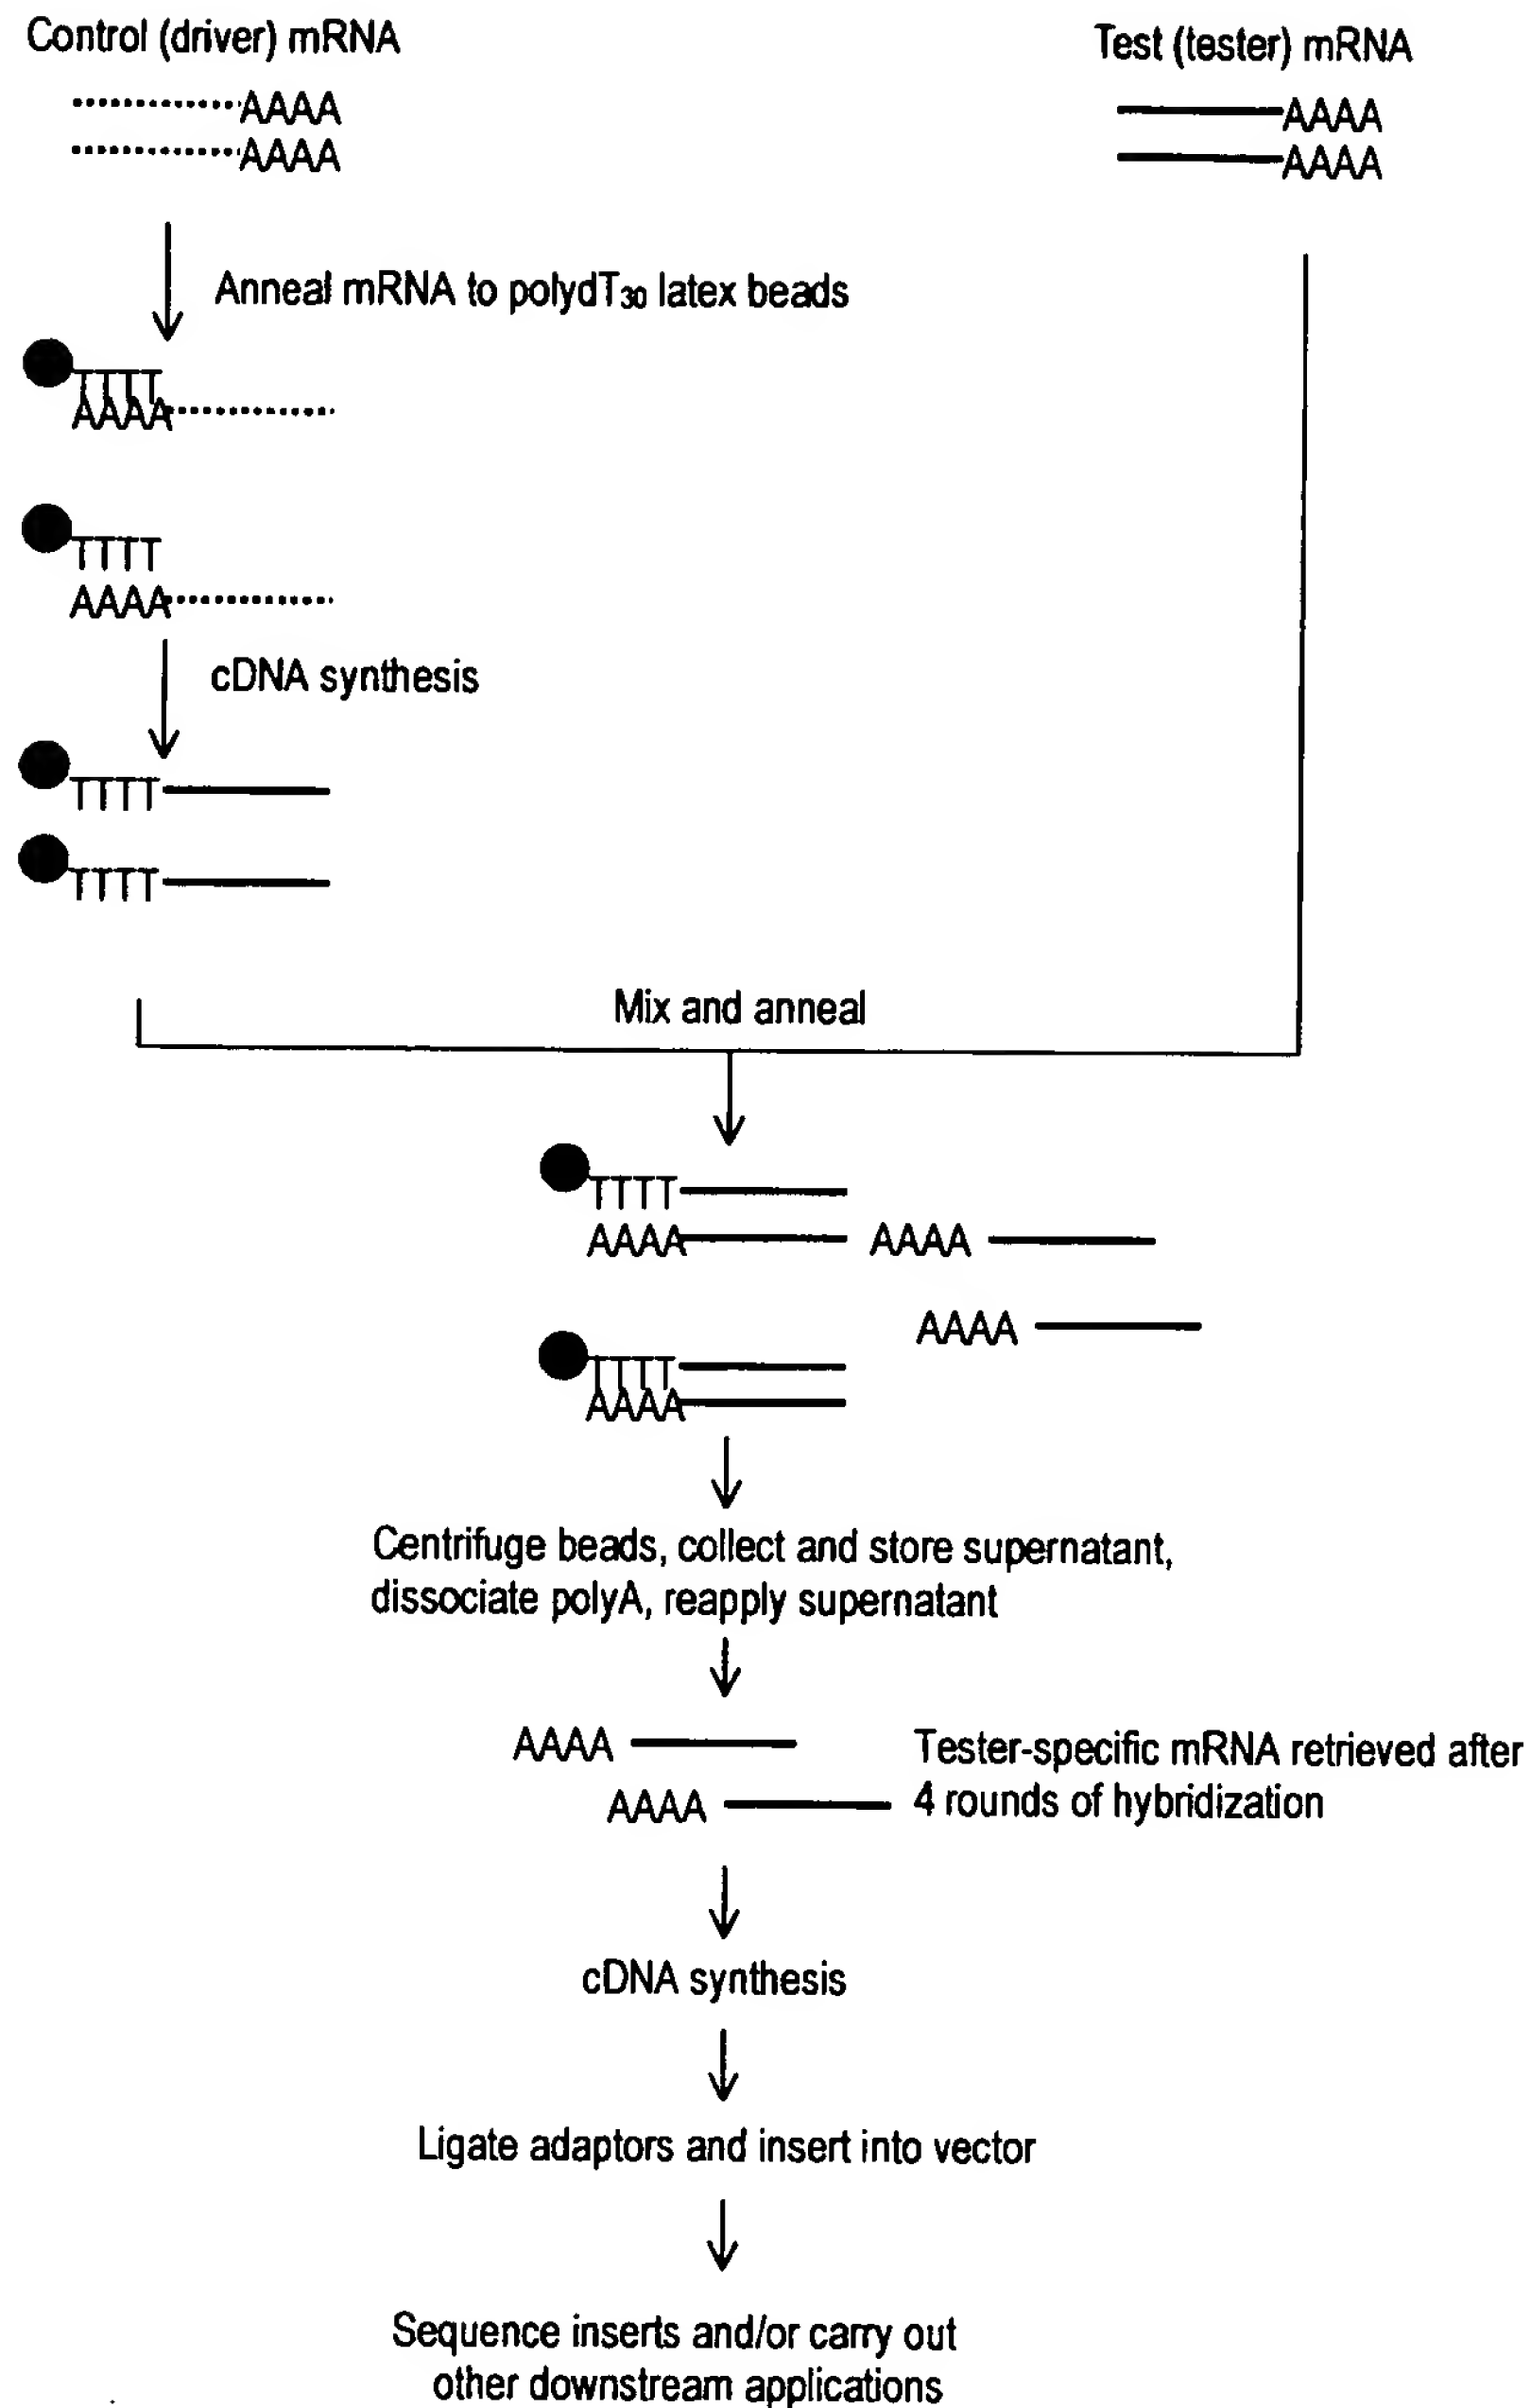 Control (driver) mRNA
Test (tester) mRNA
AAAA
AAAA
AAAA
AAAA
Anneal mRNA to polydT₃₀ latex beads
TTTT
AAAA
TTTT
AAAA
cDNA synthesis
TTTT
TTTT
Mix and anneal
TTTT
AAAA AAAA
AAAA
TTTT
AAAA
Centrifuge beads, collect and store supernatant,
dissociate polyA, reapply supernatant
AAAA
AAAA
Tester-specific mRNA retrieved after
4 rounds of hybridization
cDNA synthesis
Ligate adaptors and insert into vector
Sequence inserts and/or carry out
other downstream applications